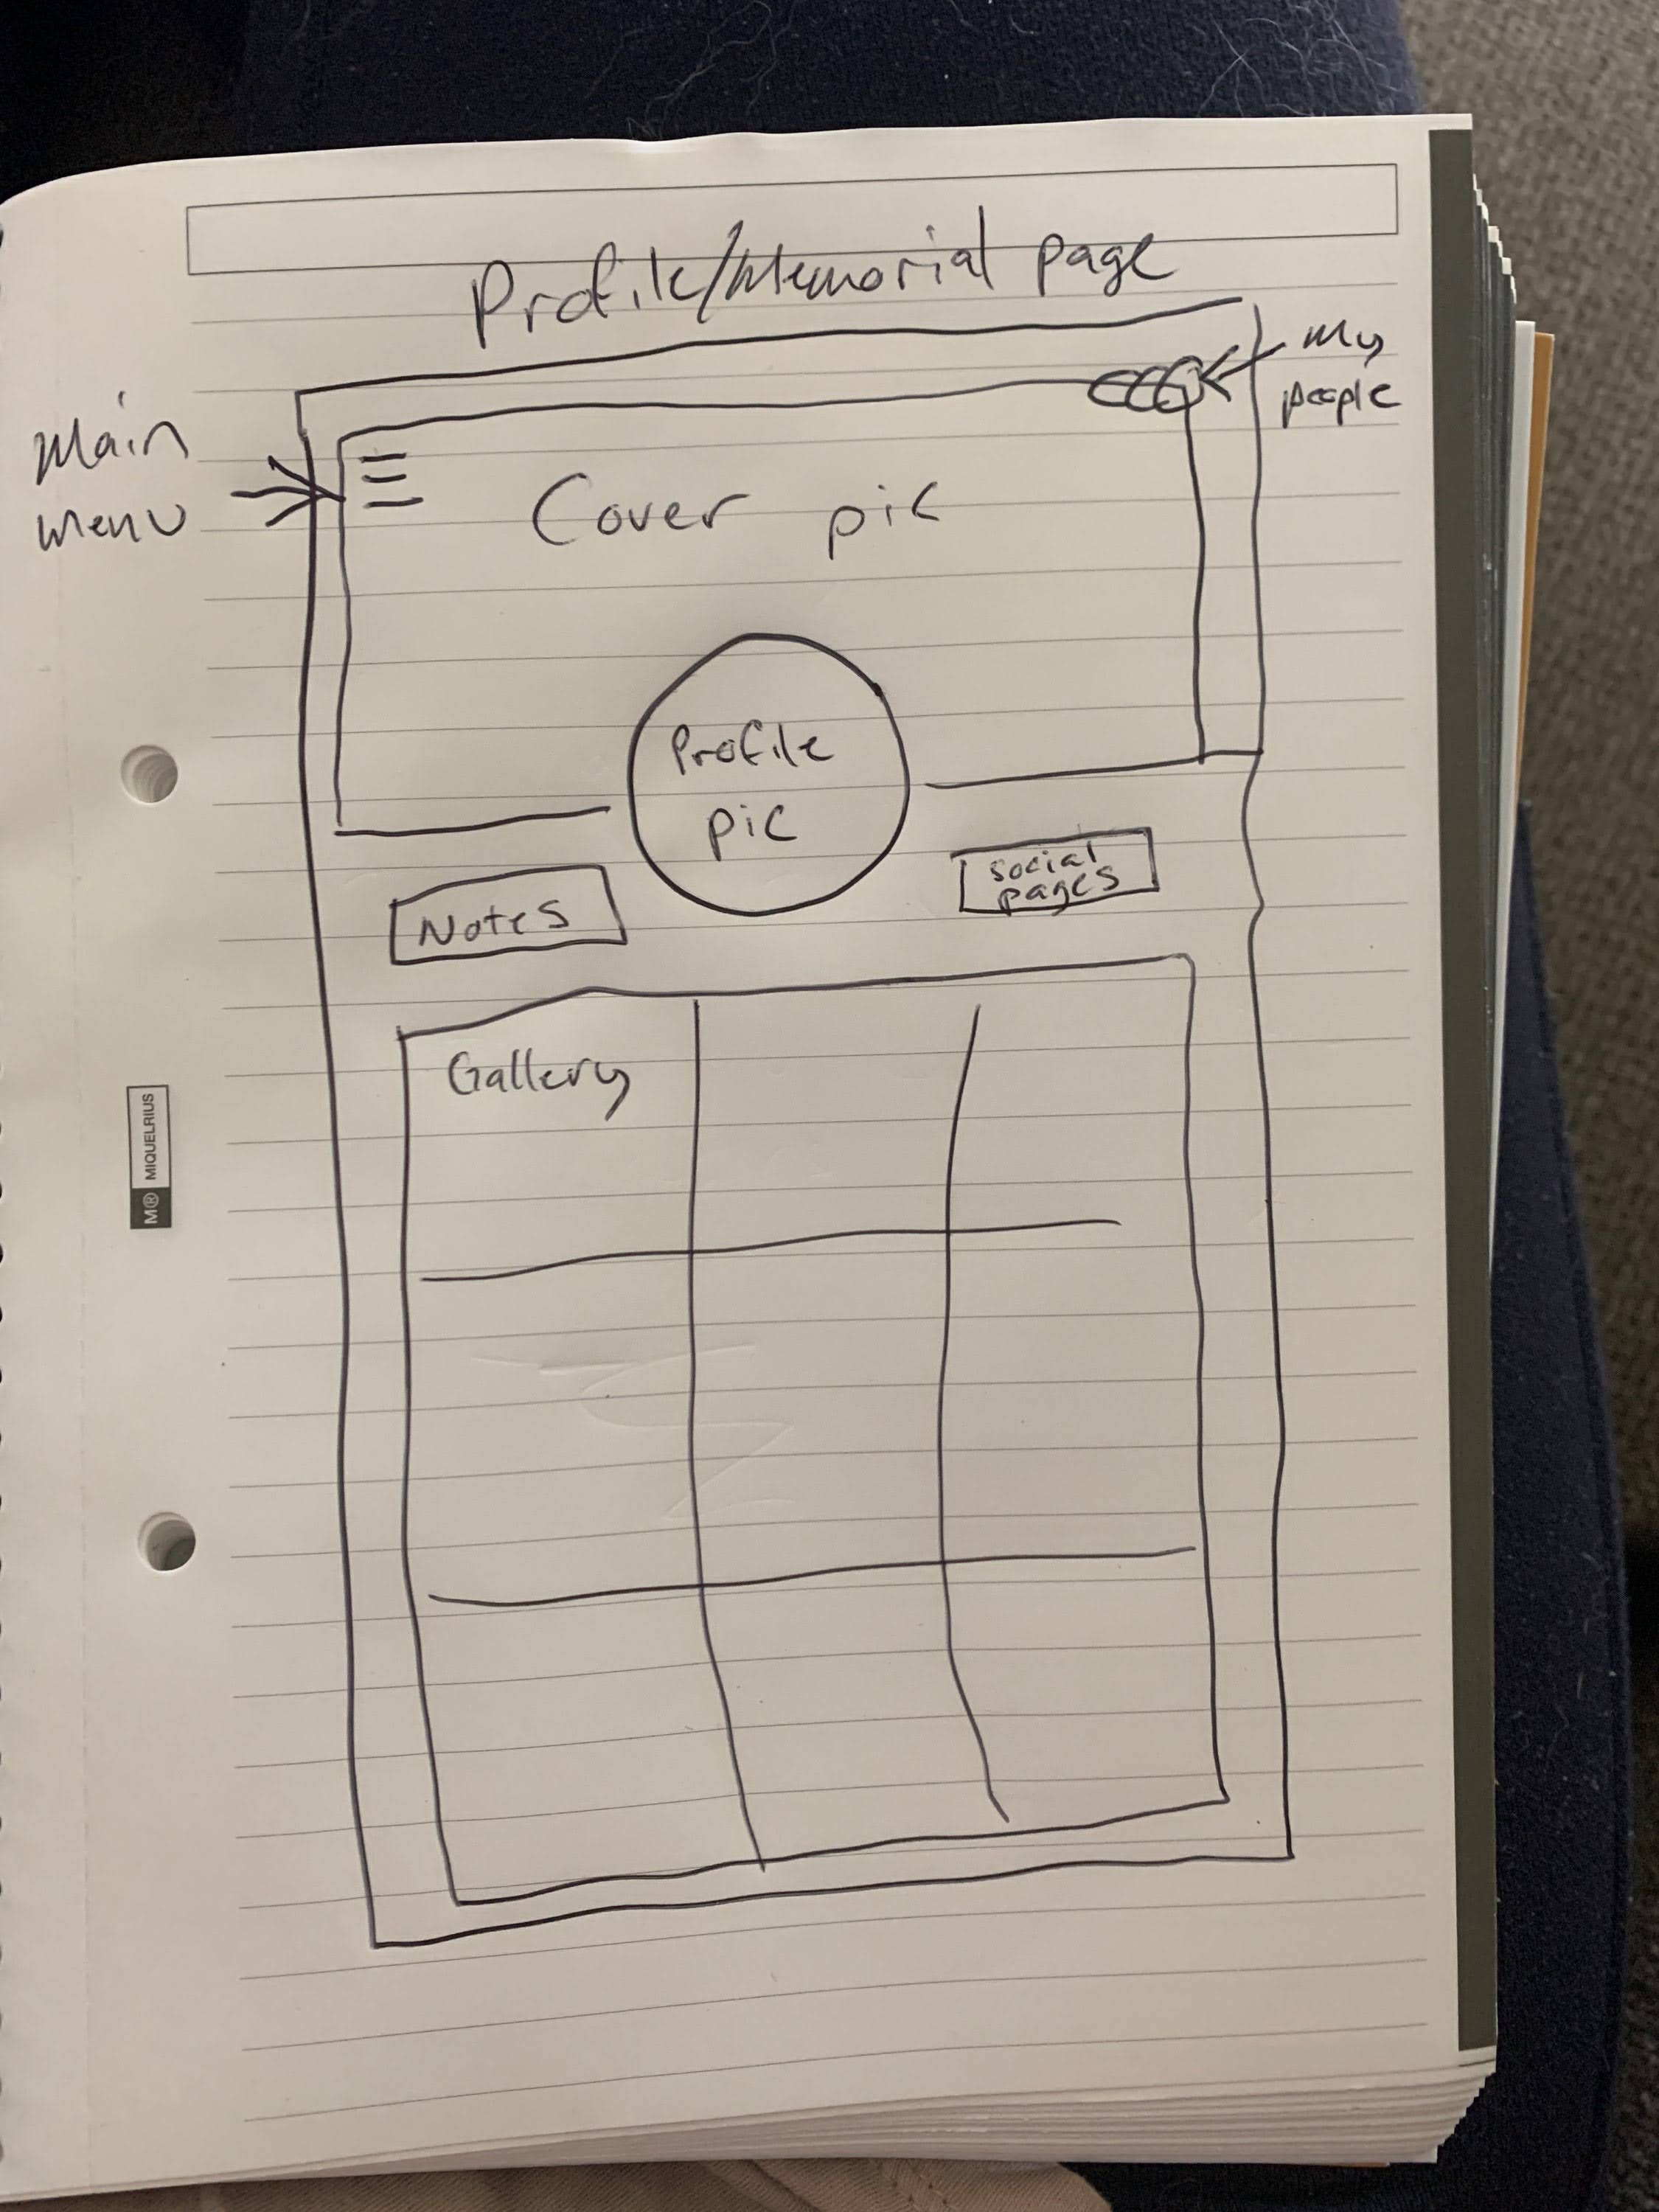 Profile/Memorial page
My
people
Main
menu
Cover pic
Profile
pic
social
pages
Notes
Gallery
M® MIQUELRIUS